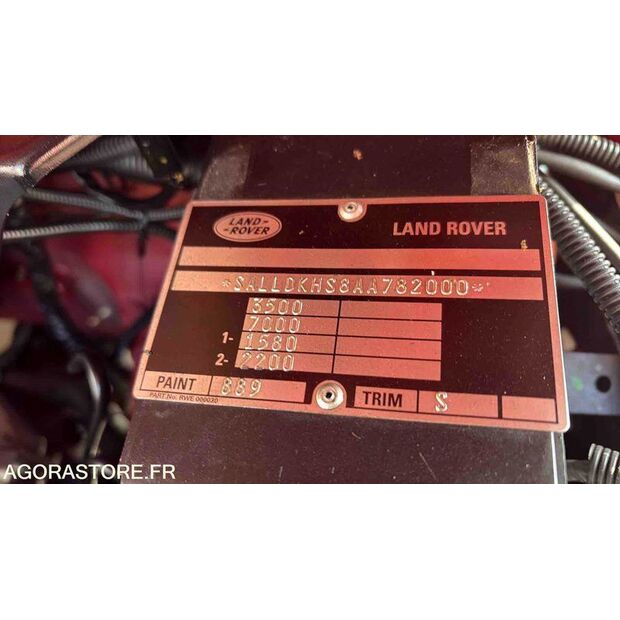 LAND-
-ROVER
LAND ROVER
*SALLDKHS8AA782000*
3500
7000
1- 1580
2- 2200
PAINT 889 TRIM S
PART.No. RWE 000030
AGORASTORE.FR